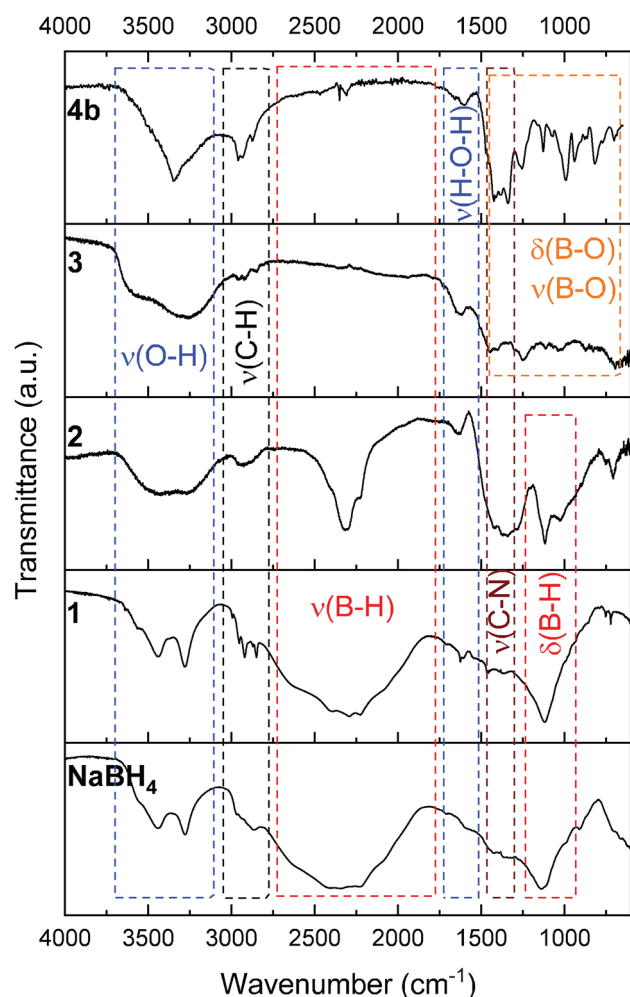 4000 3500 3000 2500 2000 1500 1000
4b
ν(H-O-H)
3
δ(B-O)
ν(B-O)
ν(O-H)
ν(C-H)
2
1
ν(B-H)
ν(C-N)
δ(B-H)
NaBH₄
4000 3500 3000 2500 2000 1500 1000
Wavenumber (cm⁻¹)
Transmittance (a.u.)